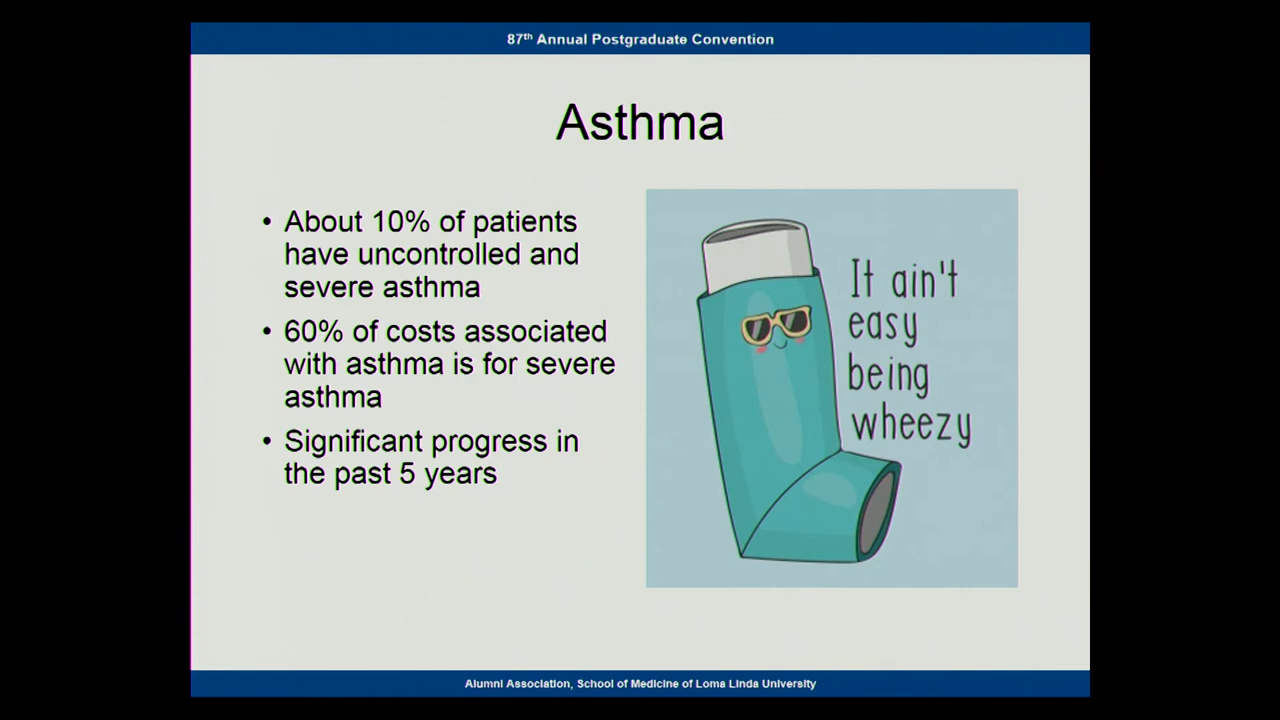 87th Annual Postgraduate Convention
Asthma
• About 10% of patients
have uncontrolled and
severe asthma
• 60% of costs associated
with asthma is for severe
asthma
• Significant progress in
the past 5 years
It ain't
easy
being
wheezy
Alumni Association, School of Medicine of Loma Linda University